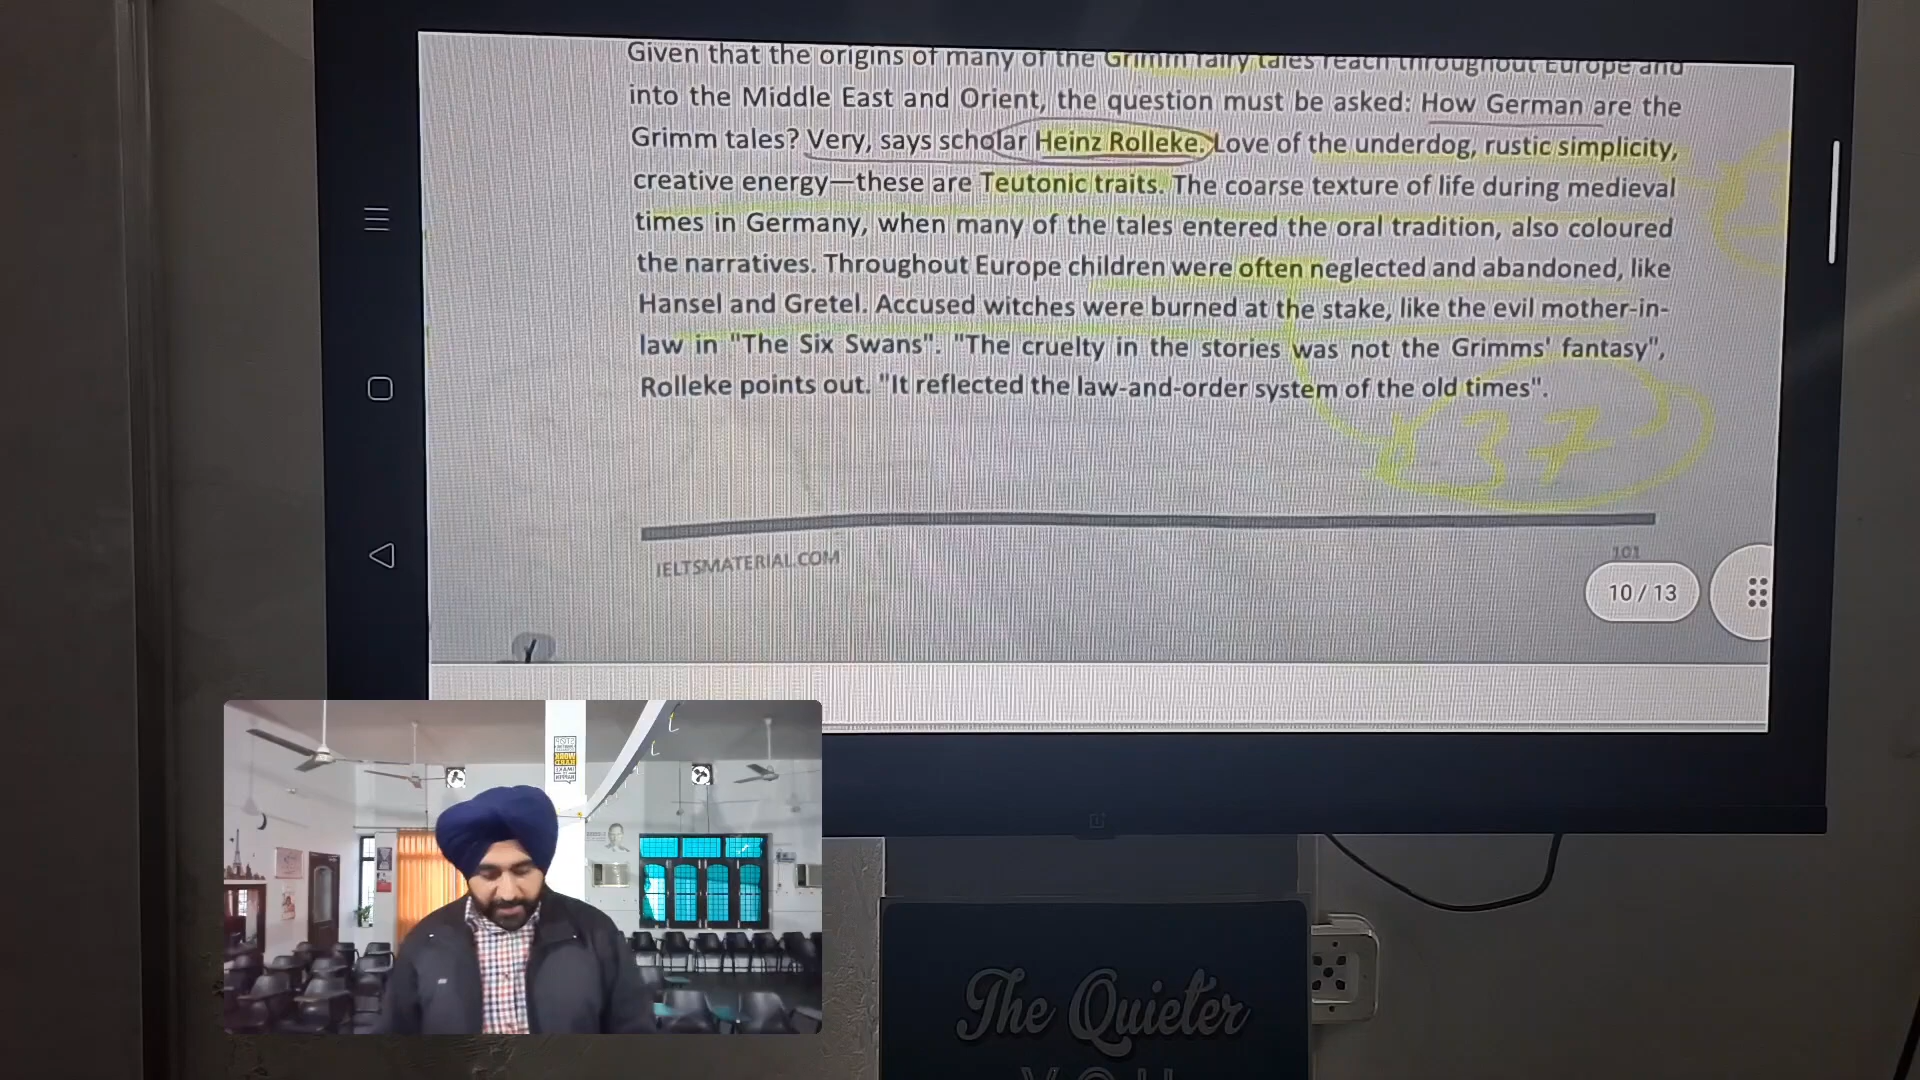 Given that the origins of many of the Grimm fairy tales reach throughout Europe and
into the Middle East and Orient, the question must be asked: How German are the
Grimm tales? Very, says scholar Heinz Rolleke. Love of the underdog, rustic simplicity,
creative energy—these are Teutonic traits. The coarse texture of life during medieval
times in Germany, when many of the tales entered the oral tradition, also coloured
the narratives. Throughout Europe children were often neglected and abandoned, like
Hansel and Gretel. Accused witches were burned at the stake, like the evil mother-in-
law in "The Six Swans". "The cruelty in the stories was not the Grimms' fantasy",
Rolleke points out. "It reflected the law-and-order system of the old times".
37
IELTSMATERIAL.COM
101
10 / 13
The Quieter
YOU